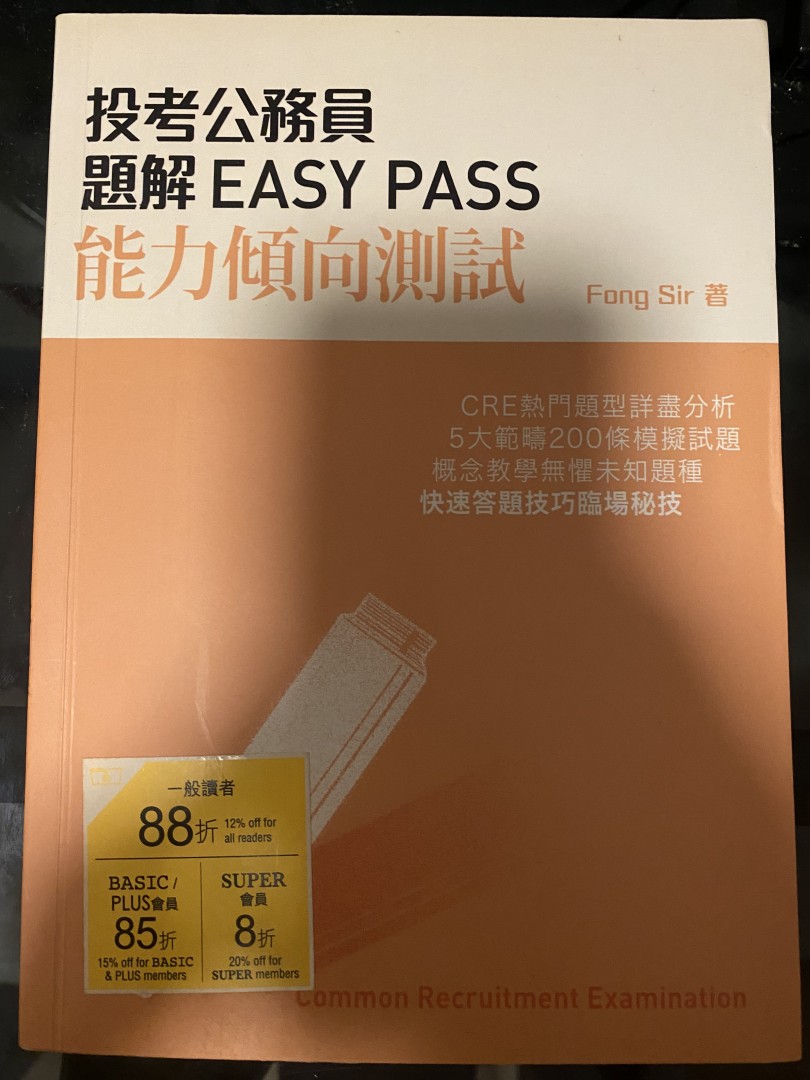 投考公務員
題解 EASY PASS
能力傾向測試
Fong Sir 著
CRE熱門題型詳盡分析
5大範疇200條模擬試題
概念教學無懼未知題種
快速答題技巧臨場秘技
一般讀者
88折 12% off for
all readers
BASIC /
PLUS會員
85折
15% off for BASIC
& PLUS members
SUPER
會員
8折
20% off for
SUPER members
Common Recruitment Examination